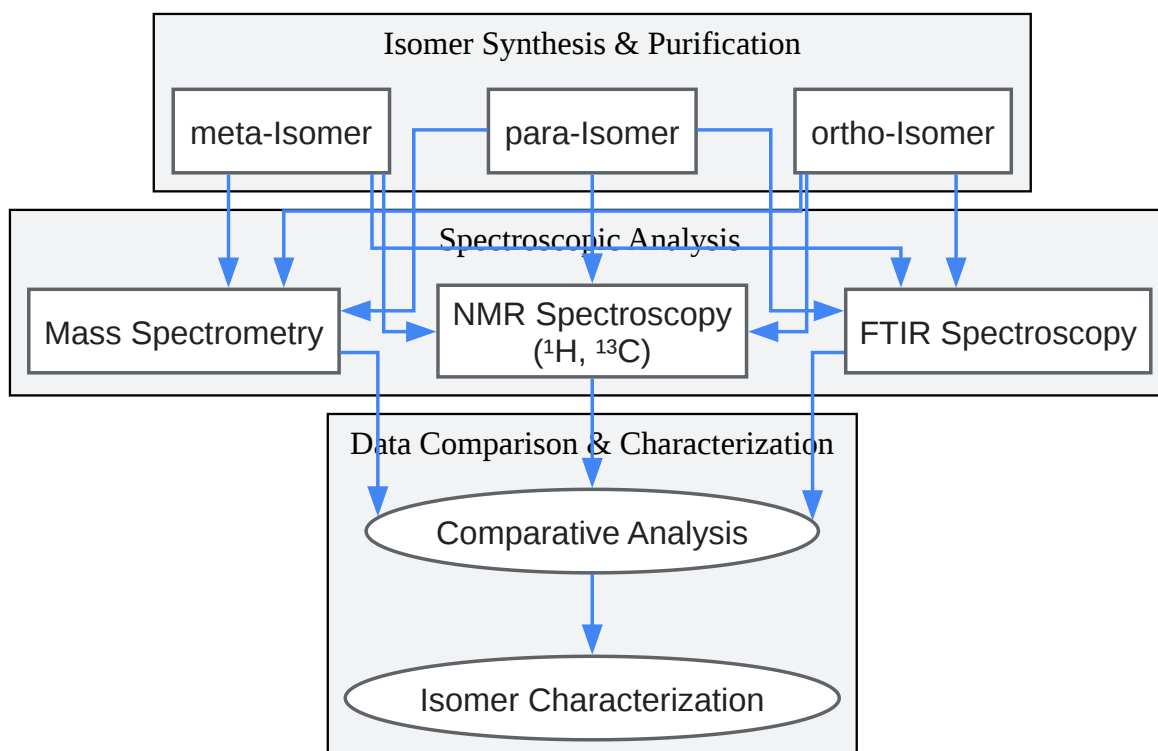 Isomer Synthesis & Purification
meta-Isomer
para-Isomer
ortho-Isomer
Spectroscopic Analysis
Mass Spectrometry
NMR Spectroscopy
(¹H, ¹³C)
FTIR Spectroscopy
Data Comparison & Characterization
Comparative Analysis
Isomer Characterization